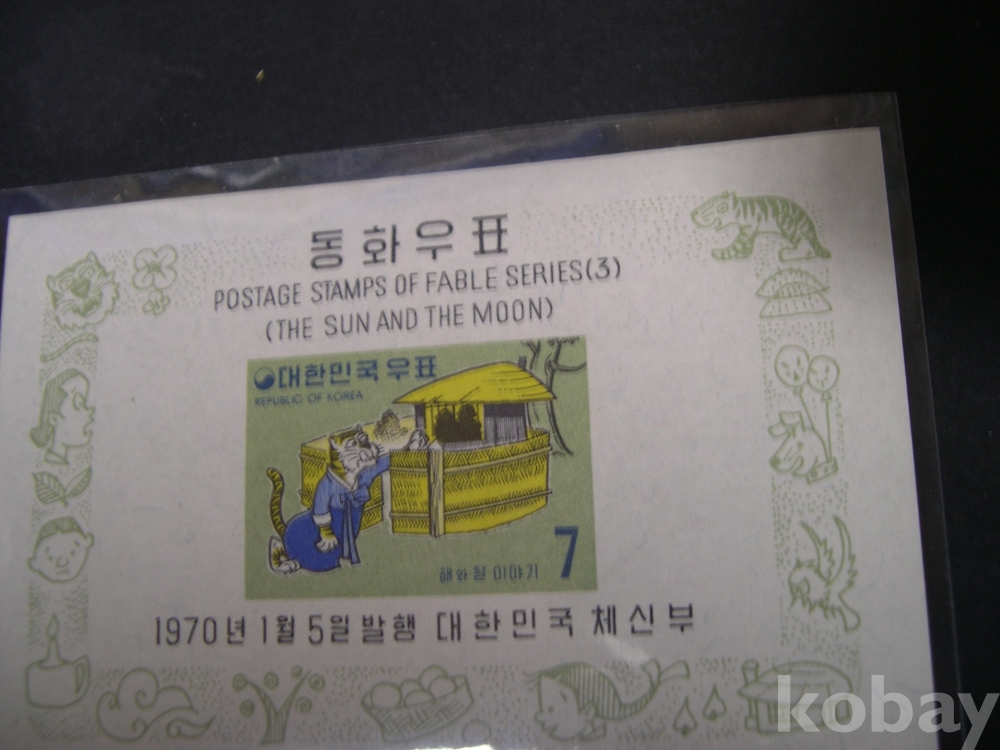 동화우표
POSTAGE STAMPS OF FABLE SERIES(3)
(THE SUN AND THE MOON)
대한민국우표
REPUBLIC OF KOREA
해와 달 이야기 7
1970년 1월 5일 발행 대한민국 체신부
kobay